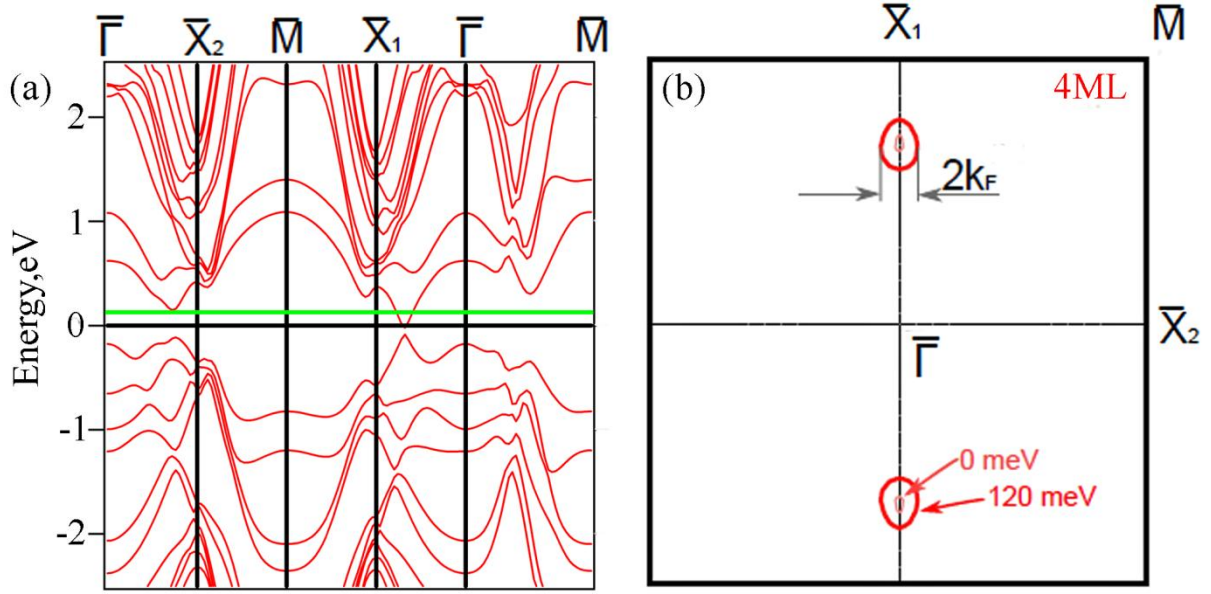 Γ̅ X̅₂ M̅ X̅₁ Γ̅ M̅
(a)
2
1
0
-1
-2
Energy,eV
X̅₁ M̅
(b) 4ML
2kF
X̅₂
Γ̅
0 meV
120 meV